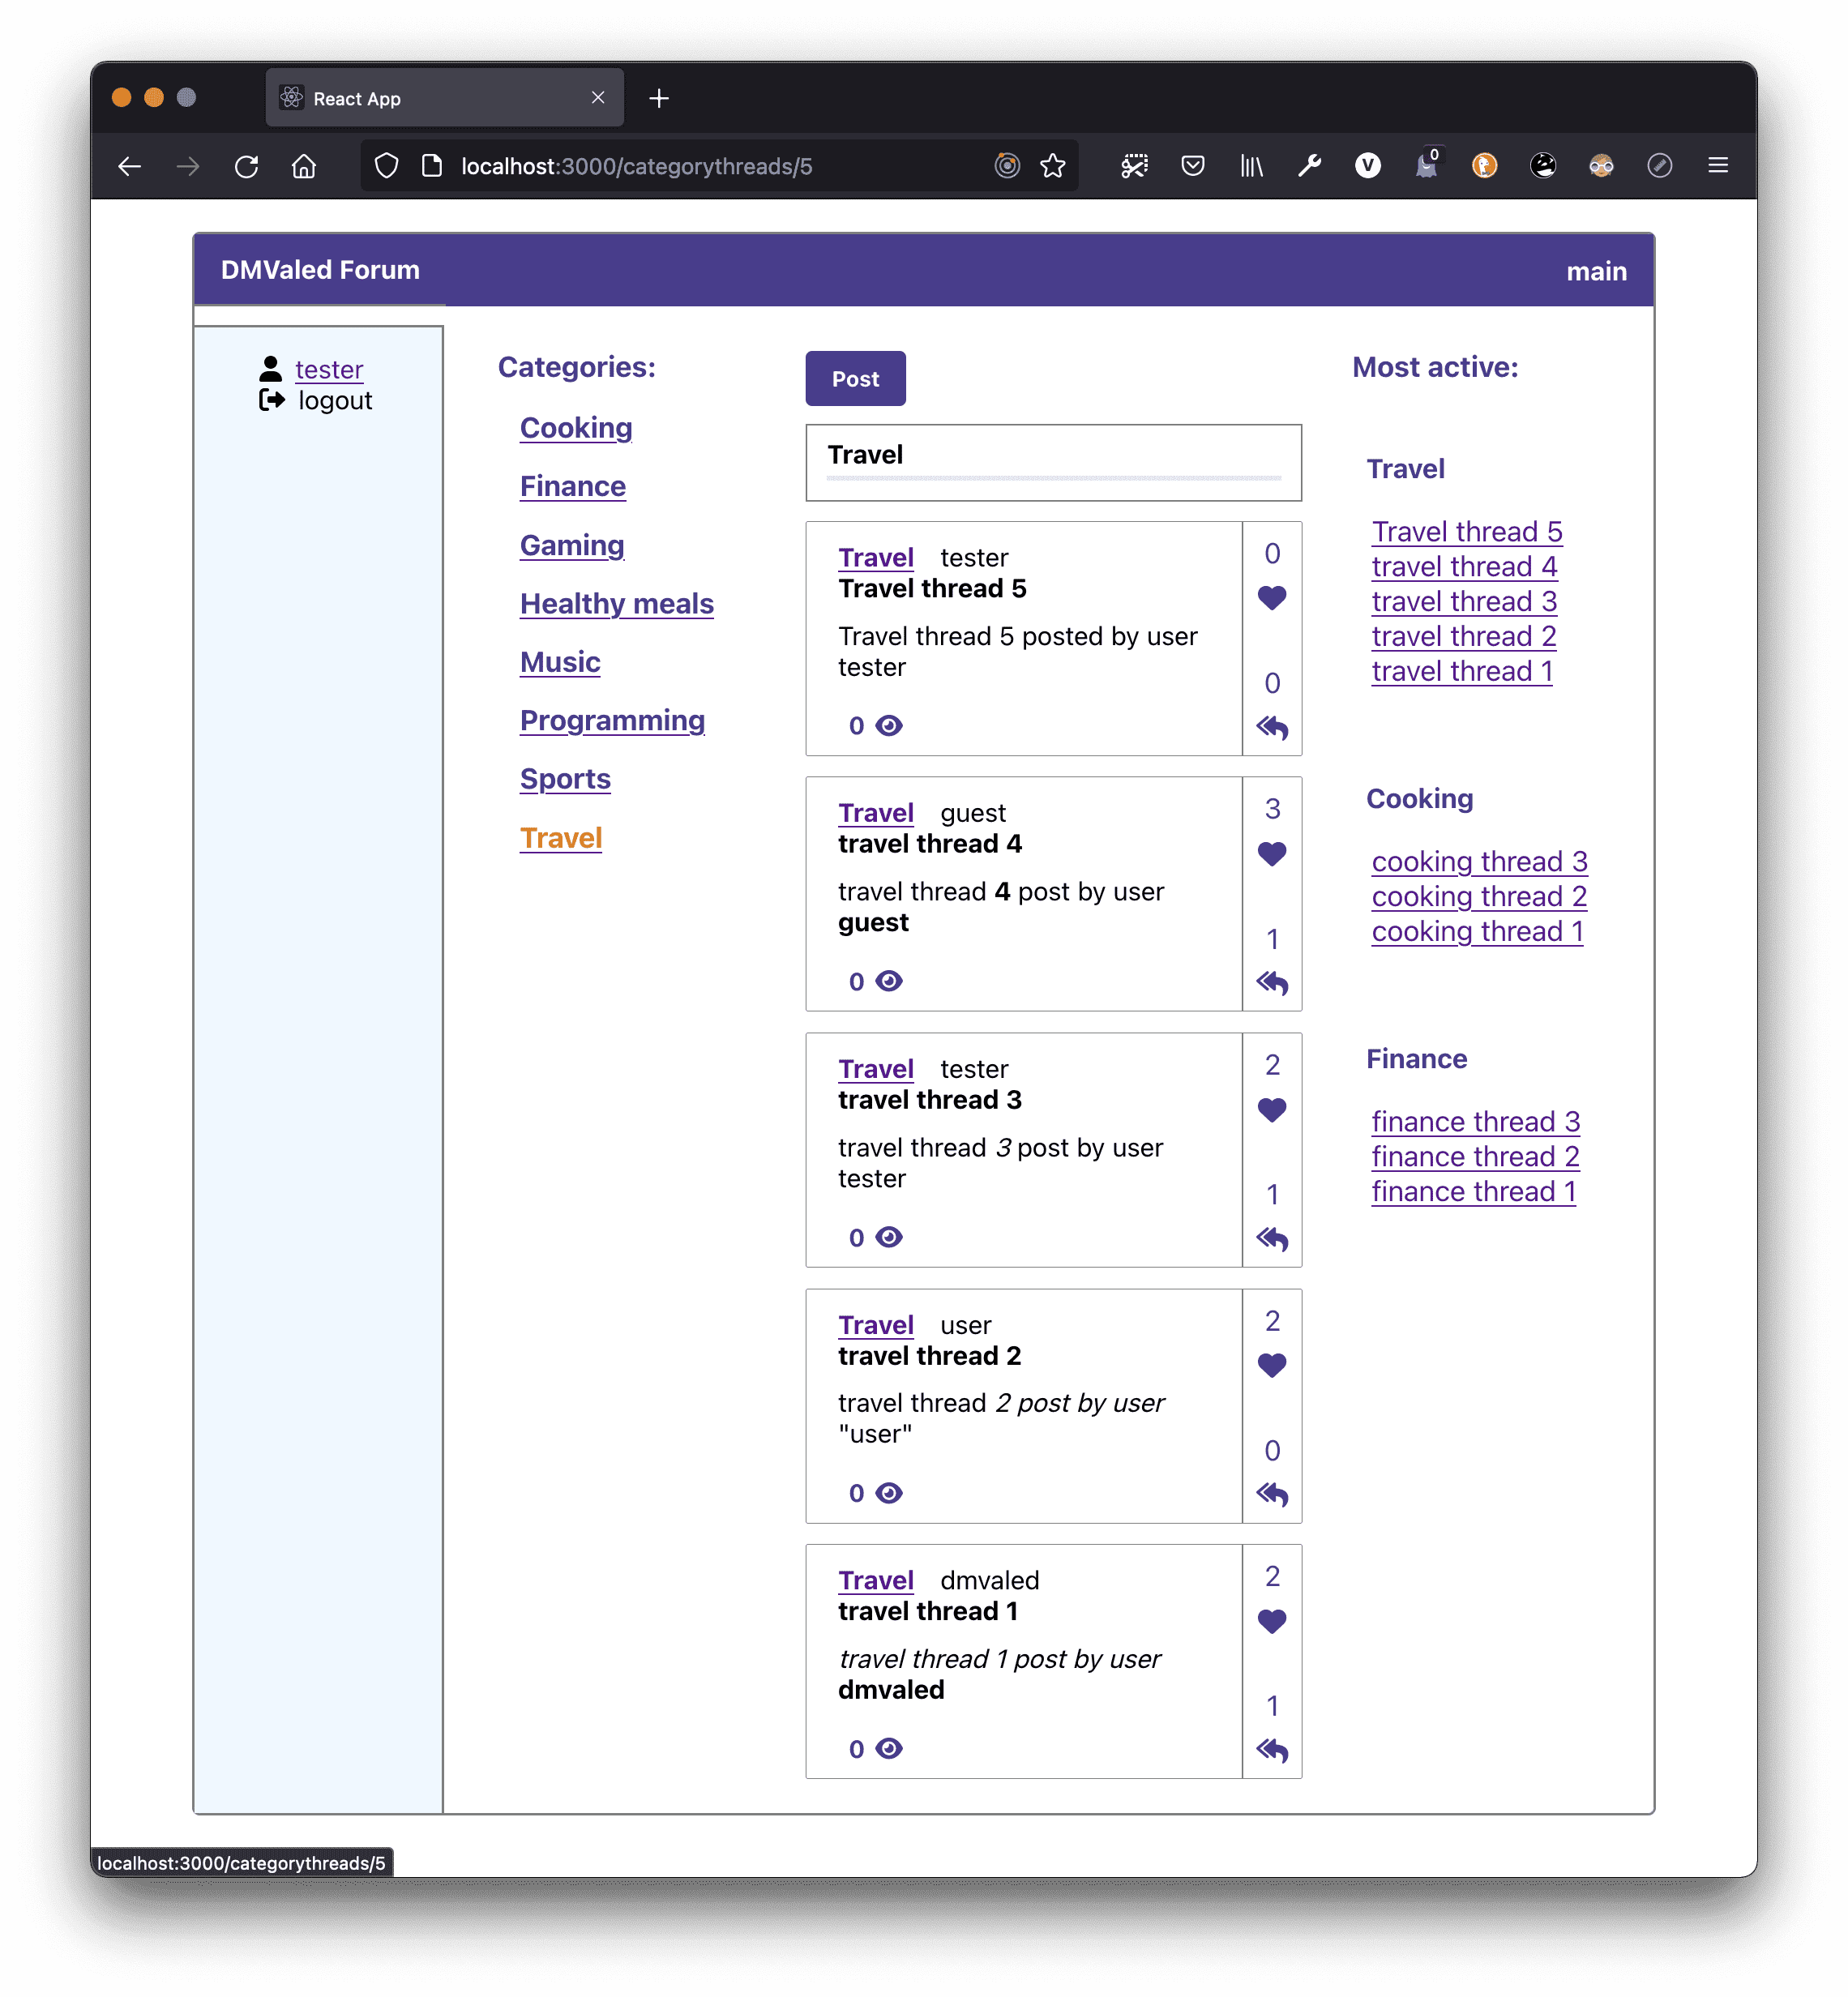 React App
localhost:3000/categorythreads/5
0
DMValed Forum
main
tester
logout
Categories:
Cooking
Finance
Gaming
Healthy meals
Music
Programming
Sports
Travel
Post
Travel
Travel tester
Travel thread 5
Travel thread 5 posted by user
tester
0
0
0
Travel guest
travel thread 4
travel thread 4 post by user
guest
0
3
1
Travel tester
travel thread 3
travel thread 3 post by user
tester
0
2
1
Travel user
travel thread 2
travel thread 2 post by user
"user"
0
2
0
Travel dmvaled
travel thread 1
travel thread 1 post by user
dmvaled
0
2
1
Most active:
Travel
Travel thread 5
travel thread 4
travel thread 3
travel thread 2
travel thread 1
Cooking
cooking thread 3
cooking thread 2
cooking thread 1
Finance
finance thread 3
finance thread 2
finance thread 1
localhost:3000/categorythreads/5